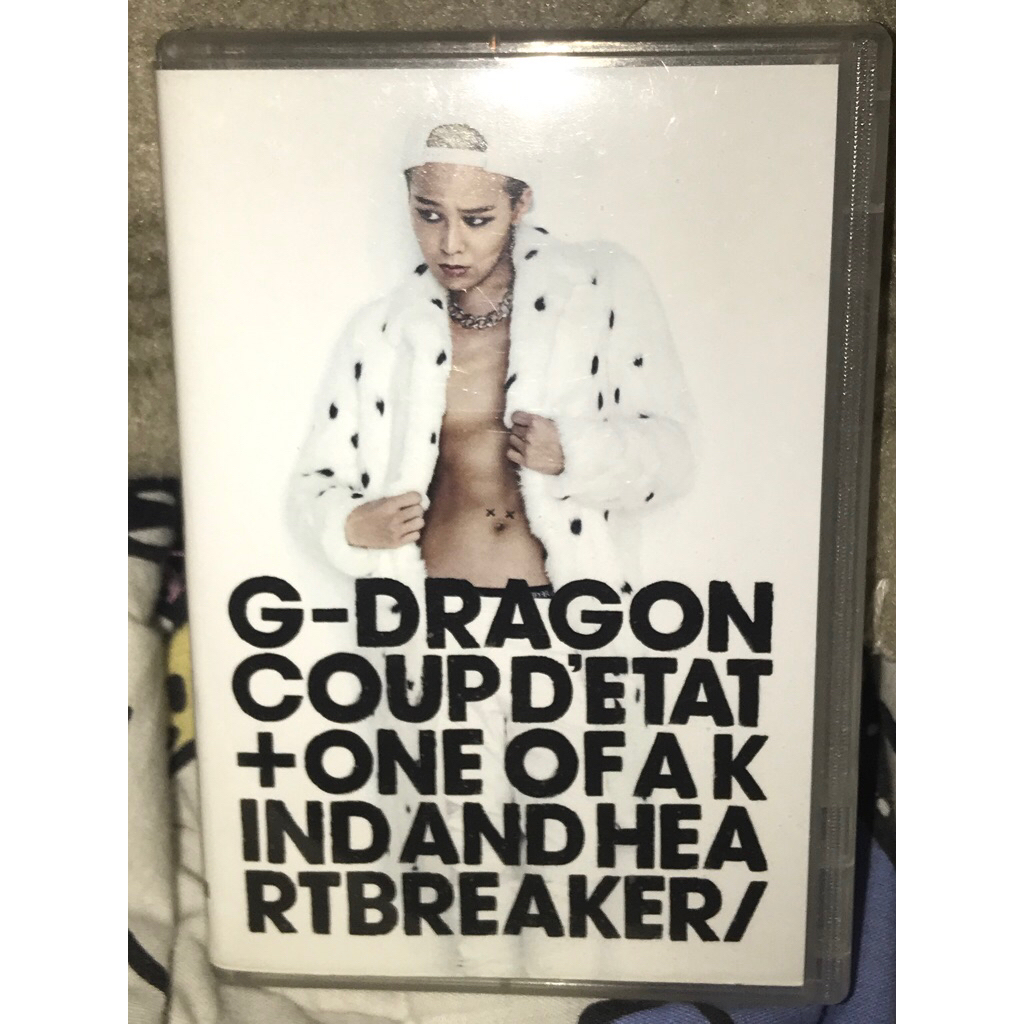 G-DRAGON
COUP D'ETAT
+ONE OF A K
IND AND HEA
RTBREAKER/